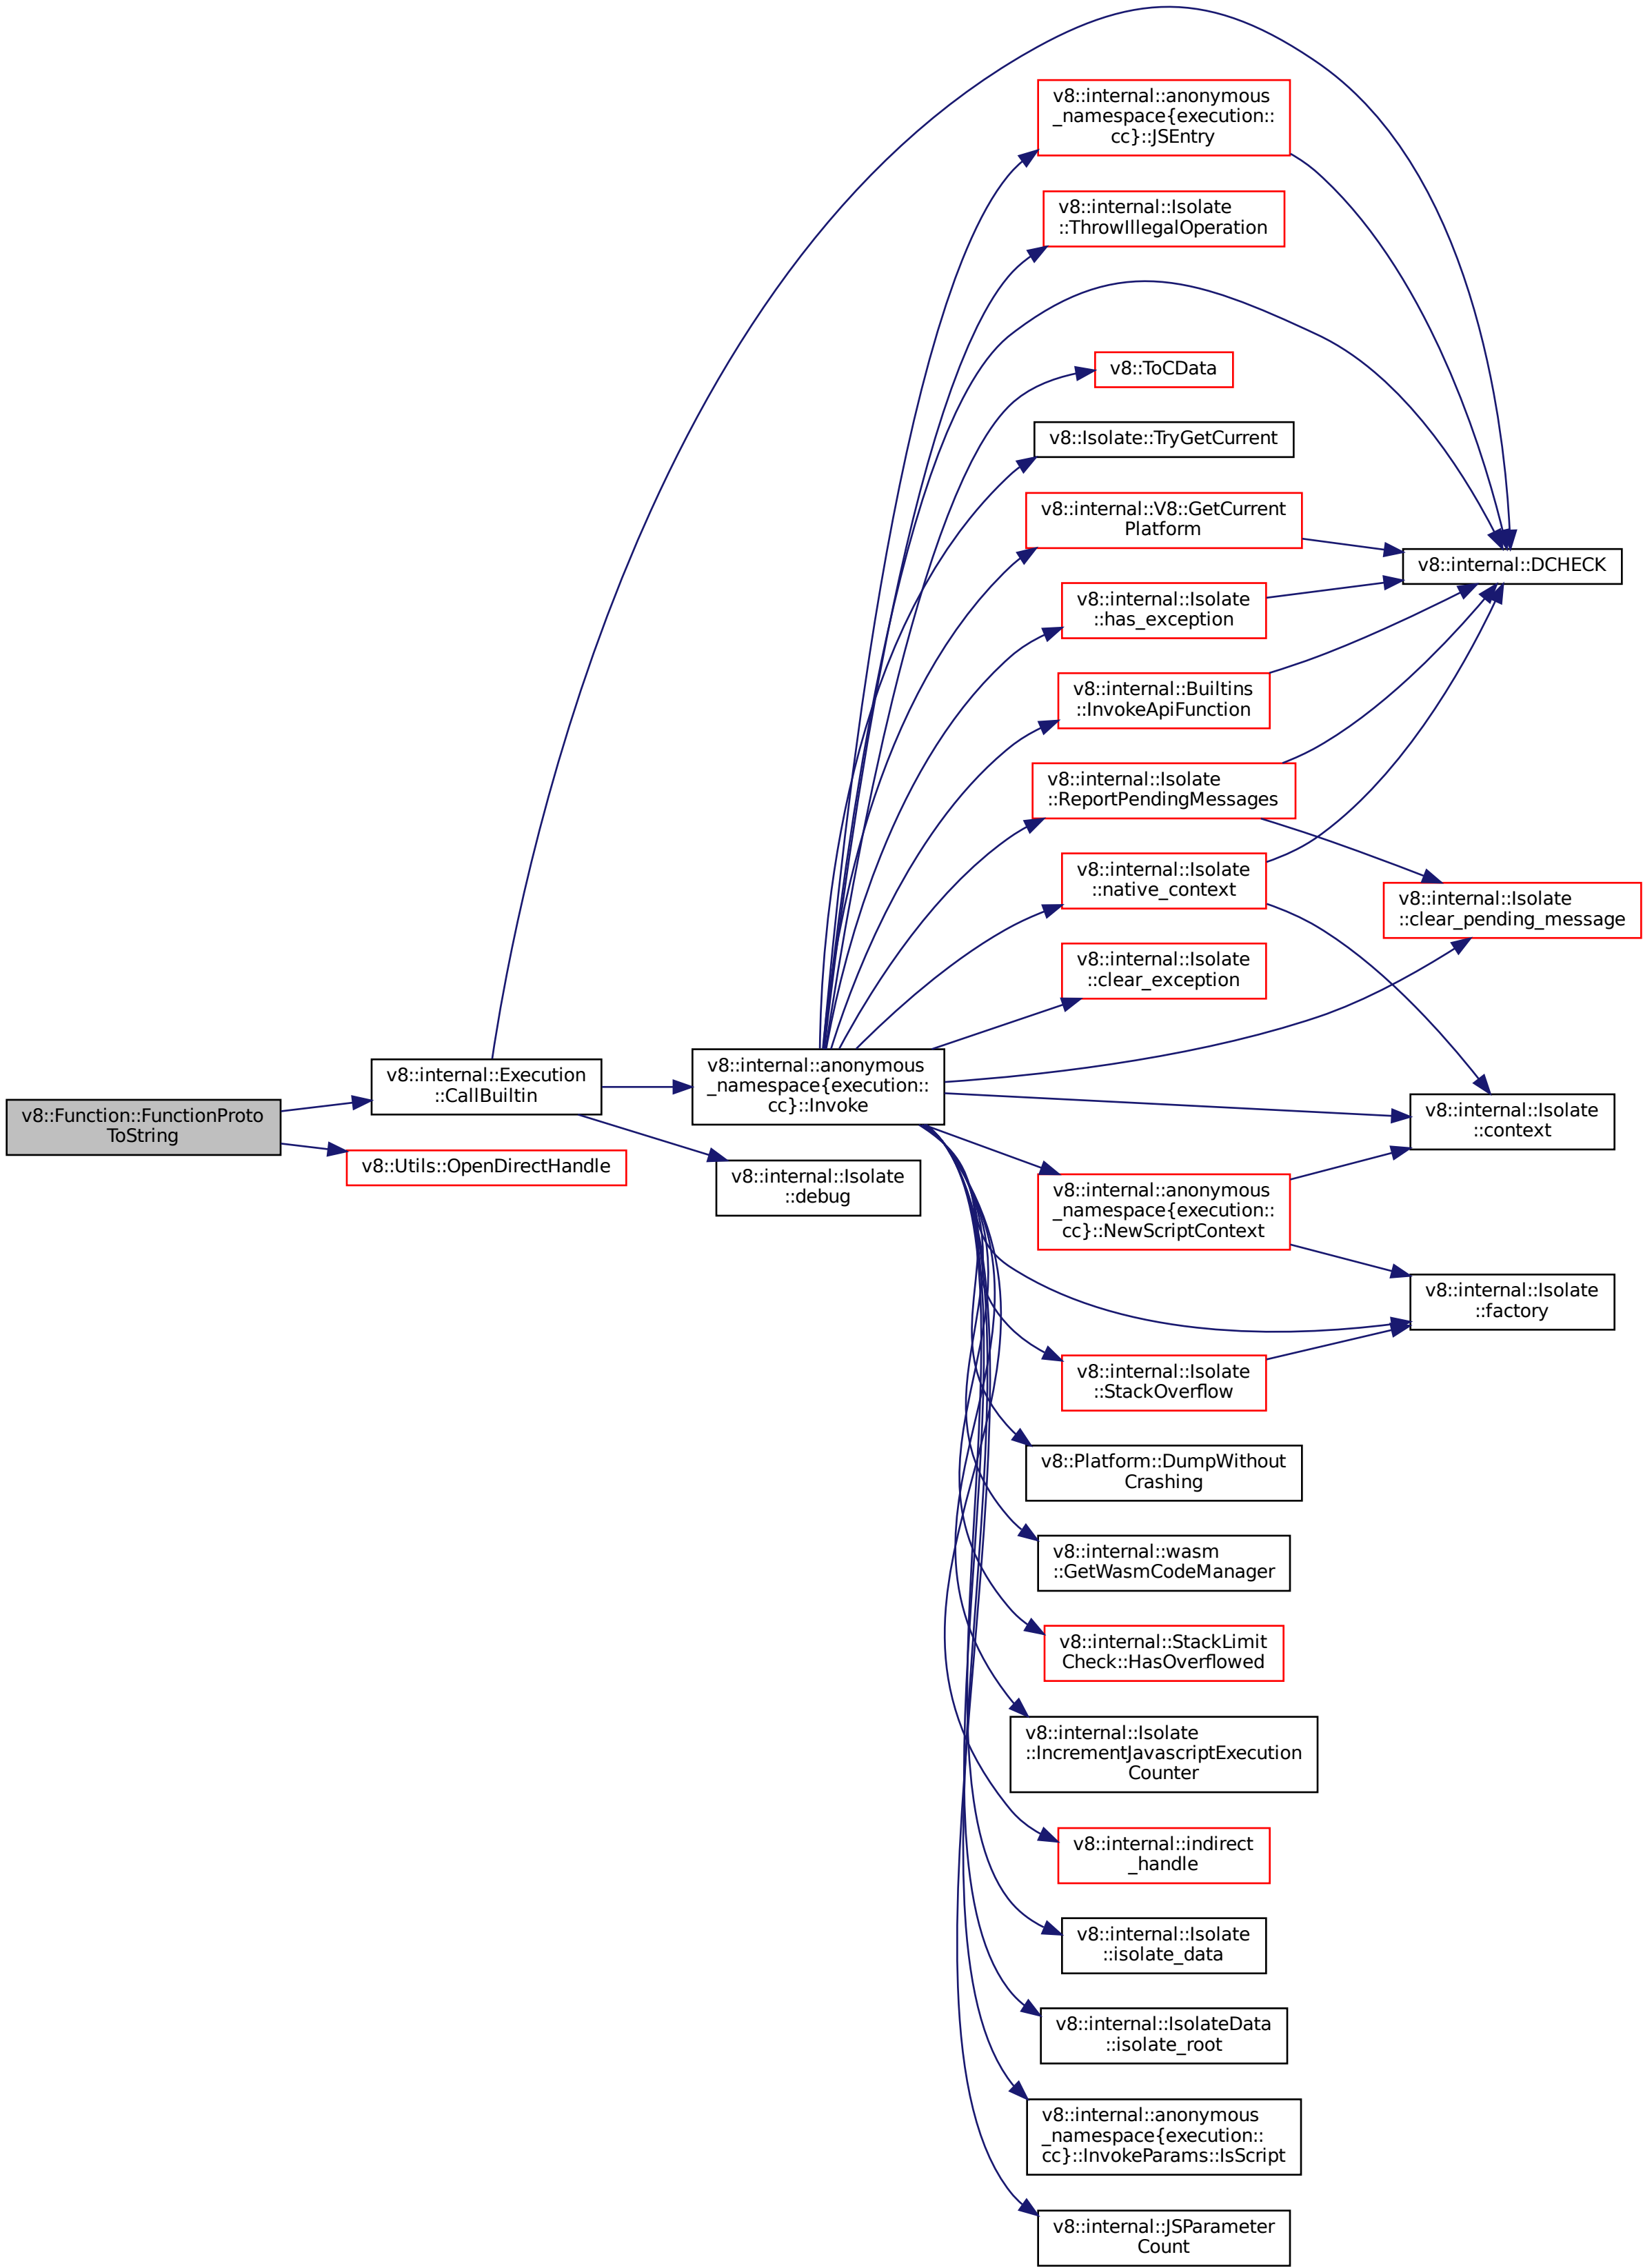 v8::internal::anonymous
_namespace{execution::
cc}::JSEntry
v8::internal::Isolate
::ThrowIllegalOperation
v8::ToCData
v8::Isolate::TryGetCurrent
v8::internal::V8::GetCurrent
Platform
v8::internal::DCHECK
v8::internal::Isolate
::has_exception
v8::internal::Builtins
::InvokeApiFunction
v8::internal::Isolate
::ReportPendingMessages
v8::internal::Isolate
::native_context
v8::internal::Isolate
::clear_pending_message
v8::internal::Isolate
::clear_exception
v8::Function::FunctionProto
ToString
v8::internal::Execution
::CallBuiltin
v8::internal::anonymous
_namespace{execution::
cc}::Invoke
v8::internal::Isolate
::context
v8::Utils::OpenDirectHandle
v8::internal::Isolate
::debug
v8::internal::anonymous
_namespace{execution::
cc}::NewScriptContext
v8::internal::Isolate
::factory
v8::internal::Isolate
::StackOverflow
v8::Platform::DumpWithout
Crashing
v8::internal::wasm
::GetWasmCodeManager
v8::internal::StackLimit
Check::HasOverflowed
v8::internal::Isolate
::IncrementJavascriptExecution
Counter
v8::internal::indirect
_handle
v8::internal::Isolate
::isolate_data
v8::internal::IsolateData
::isolate_root
v8::internal::anonymous
_namespace{execution::
cc}::InvokeParams::IsScript
v8::internal::JSParameter
Count